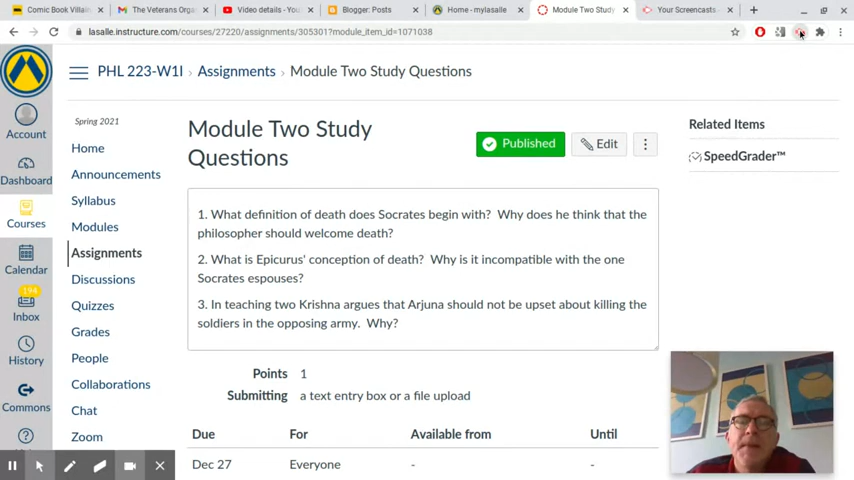 Comic Book Villain
The Veterans Organ
Video details - You
Blogger: Posts
Home - mylasalle
Module Two Study
Your Screencasts -
lasalle.instructure.com/courses/27220/assignments/305301?module_item_id=1071038
PHL 223-W1I › Assignments › Module Two Study Questions
Account
Dashboard
Courses
Calendar
194
Inbox
History
Commons
Help
Spring 2021
Home
Announcements
Syllabus
Modules
Assignments
Discussions
Quizzes
Grades
People
Collaborations
Chat
Zoom
Module Two Study
Questions
Published
Edit
1. What definition of death does Socrates begin with? Why does he think that the
philosopher should welcome death?
2. What is Epicurus' conception of death? Why is it incompatible with the one
Socrates espouses?
3. In teaching two Krishna argues that Arjuna should not be upset about killing the
soldiers in the opposing army. Why?
Points 1
Submitting a text entry box or a file upload
Due For Available from Until
Dec 27 Everyone - -
Related Items
SpeedGrader™